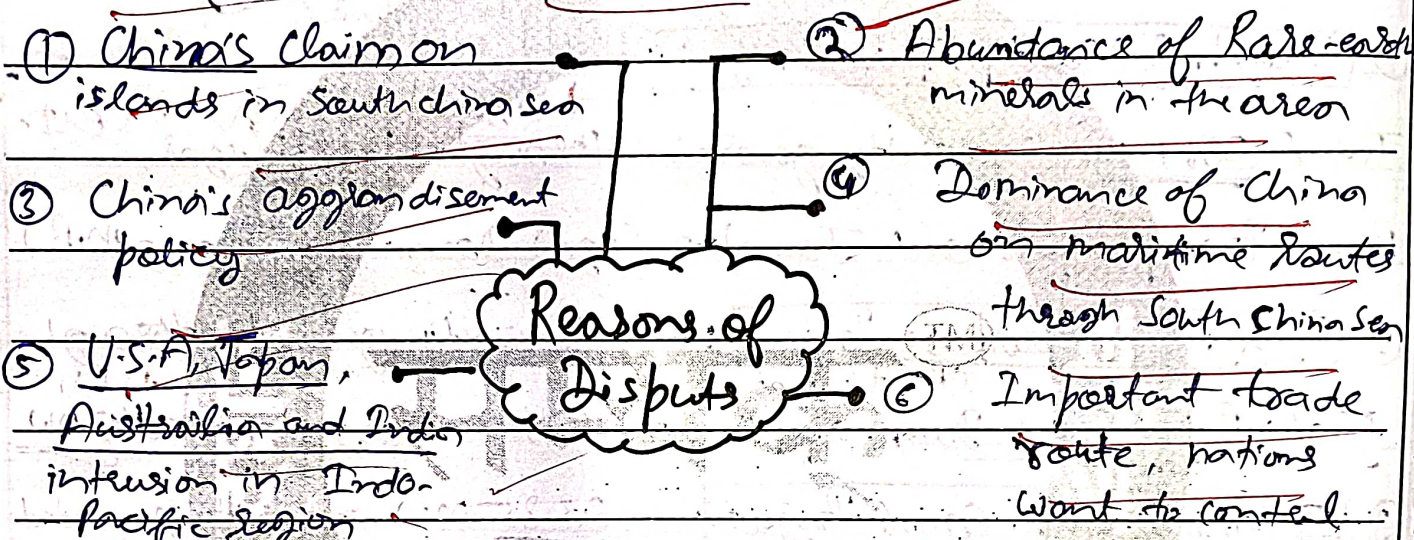 ① China's Claim on
islands in South china sea
② Abundance of Rare-earth
minerals in the area
③ China's aggrandisement
policy
④ Dominance of China
on maritime routes
through South China sea
Reasons of
Disputs
⑤ U.S.A, Japan,
Australia and India
intrusion in Indo-
Pacific region
⑥ Important trade
route, nations
want to control